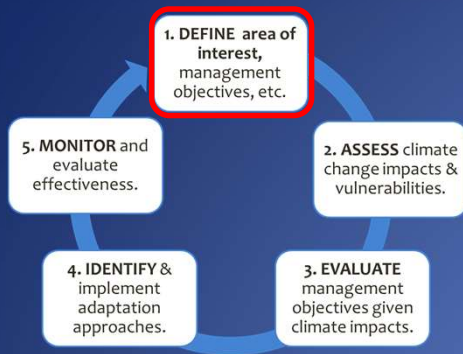 1. DEFINE area of
interest,
management
objectives, etc.
2. ASSESS climate
change impacts &
vulnerabilities.
3. EVALUATE
management
objectives given
climate impacts.
4. IDENTIFY &
implement
adaptation
approaches.
5. MONITOR and
evaluate
effectiveness.